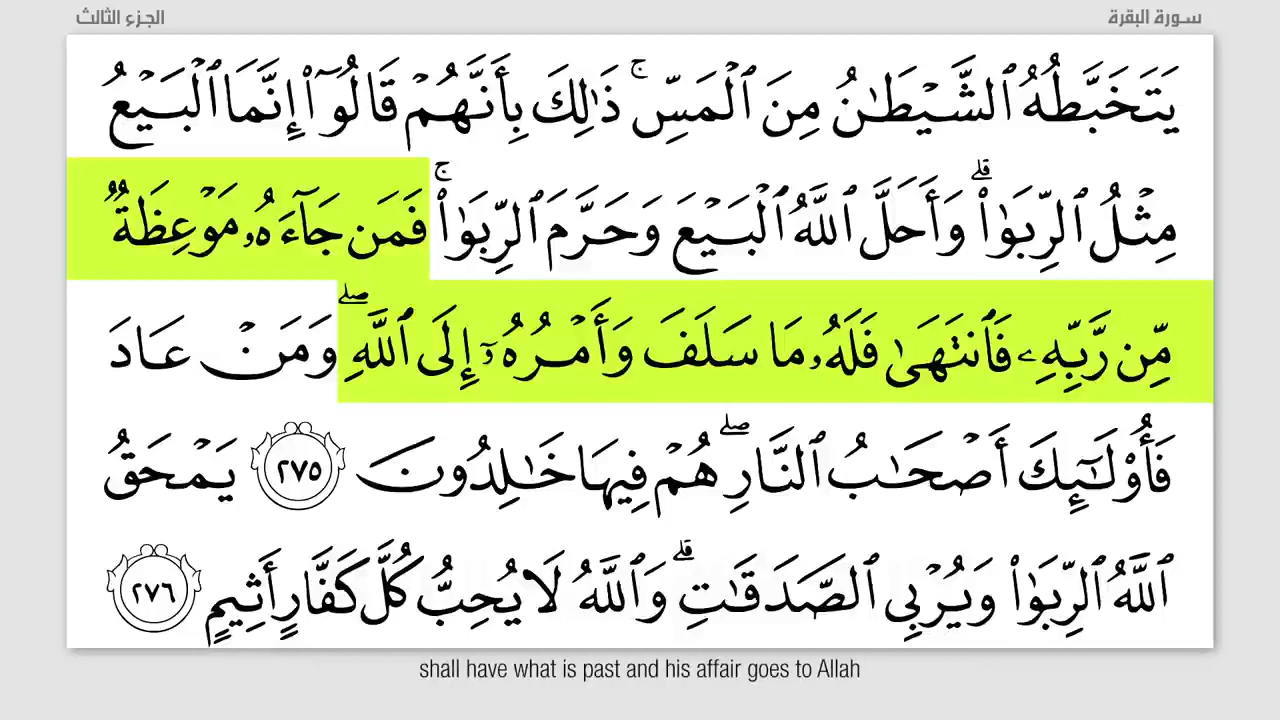 سورة البقرة
الجزء الثالث
يَتَخَبَّطُهُ ٱلشَّيْطَـٰنُ مِنَ ٱلْمَسِّ ۚ ذَٰلِكَ بِأَنَّهُمْ قَالُوٓا۟ إِنَّمَا ٱلْبَيْعُ
مِثْلُ ٱلرِّبَوٰا۟ ۗ وَأَحَلَّ ٱللَّهُ ٱلْبَيْعَ وَحَرَّمَ ٱلرِّبَوٰا۟ ۚ فَمَن جَآءَهُۥ مَوْعِظَةٌ
مِّن رَّبِّهِۦ فَٱنتَهَىٰ فَلَهُۥ مَا سَلَفَ وَأَمْرُهُۥٓ إِلَى ٱللَّهِ ۖ وَمَنْ عَادَ
فَأُو۟لَـٰٓئِكَ أَصْحَـٰبُ ٱلنَّارِ ۖ هُمْ فِيهَا خَـٰلِدُونَ ٢٧٥ يَمْحَقُ
ٱللَّهُ ٱلرِّبَوٰا۟ وَيُرْبِى ٱلصَّدَقَـٰتِ ۗ وَٱللَّهُ لَا يُحِبُّ كُلَّ كَفَّارٍ أَثِيمٍ ٢٧٦
shall have what is past and his affair goes to Allah